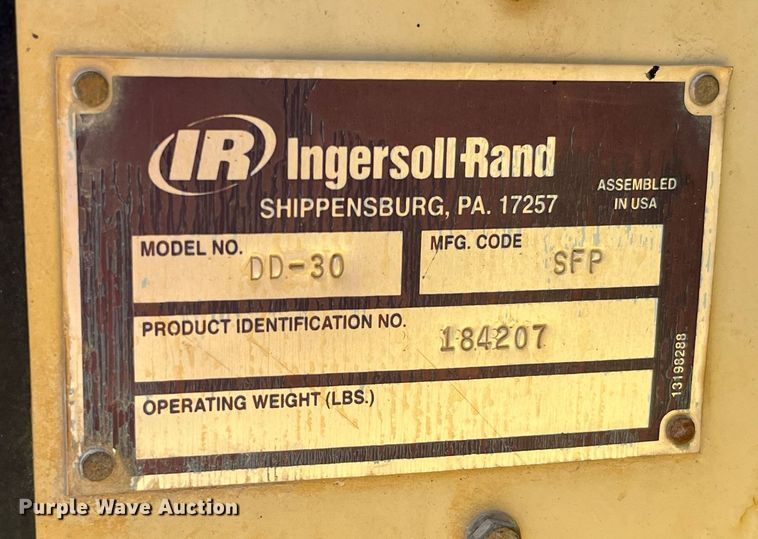 IR Ingersoll-Rand
SHIPPENSBURG, PA. 17257
ASSEMBLED
IN USA
MODEL NO. DD-30
MFG. CODE SFP
PRODUCT IDENTIFICATION NO. 184207
OPERATING WEIGHT (LBS.)
13198288
Purple Wave Auction